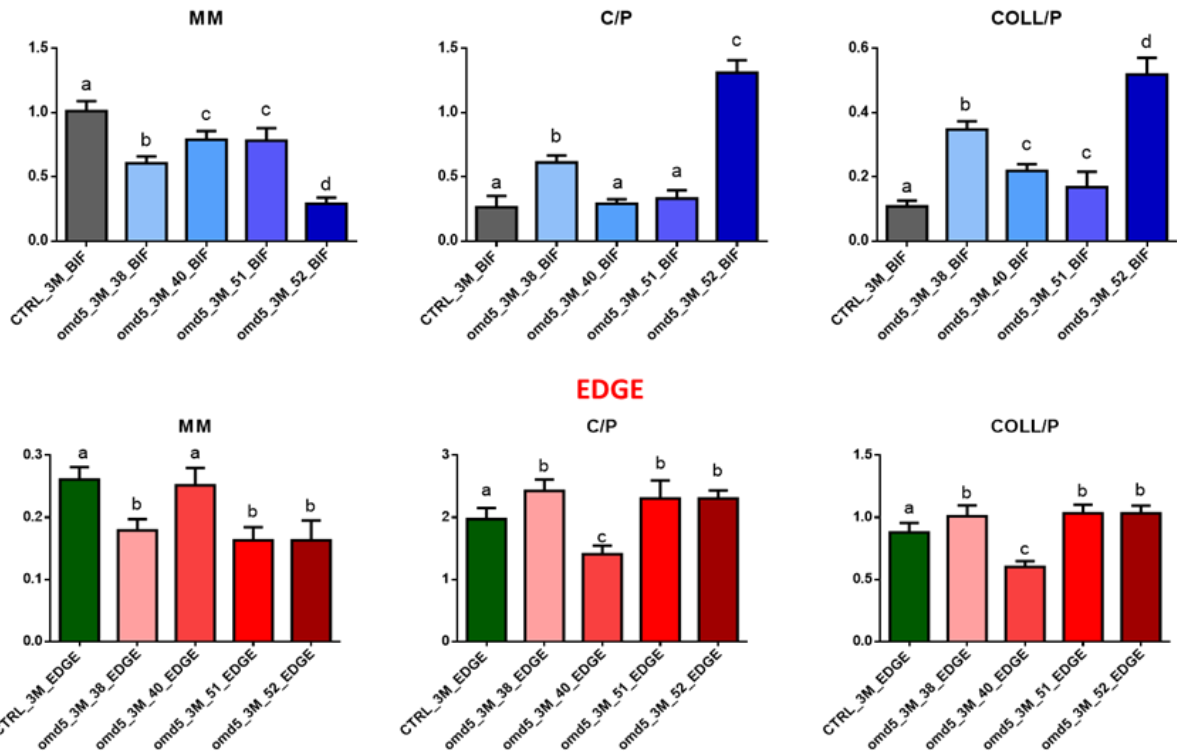 MM
1.5
1.0
0.5
0.0
a
b
c
c
d
CTRL_3M_BIF
omd5_3M_38_BIF
omd5_3M_40_BIF
omd5_3M_51_BIF
omd5_3M_52_BIF
C/P
1.5
1.0
0.5
0.0
a
b
a
a
c
CTRL_3M_BIF
omd5_3M_38_BIF
omd5_3M_40_BIF
omd5_3M_51_BIF
omd5_3M_52_BIF
COLL/P
0.6
0.4
0.2
0.0
a
b
c
c
d
CTRL_3M_BIF
omd5_3M_38_BIF
omd5_3M_40_BIF
omd5_3M_51_BIF
omd5_3M_52_BIF
EDGE
MM
0.3
0.2
0.1
0.0
a
b
a
b
b
CTRL_3M_EDGE
omd5_3M_38_EDGE
omd5_3M_40_EDGE
omd5_3M_51_EDGE
omd5_3M_52_EDGE
C/P
3
2
1
0
a
b
c
b
b
CTRL_3M_EDGE
omd5_3M_38_EDGE
omd5_3M_40_EDGE
omd5_3M_51_EDGE
omd5_3M_52_EDGE
COLL/P
1.5
1.0
0.5
0.0
a
b
c
b
b
CTRL_3M_EDGE
omd5_3M_38_EDGE
omd5_3M_40_EDGE
omd5_3M_51_EDGE
omd5_3M_52_EDGE